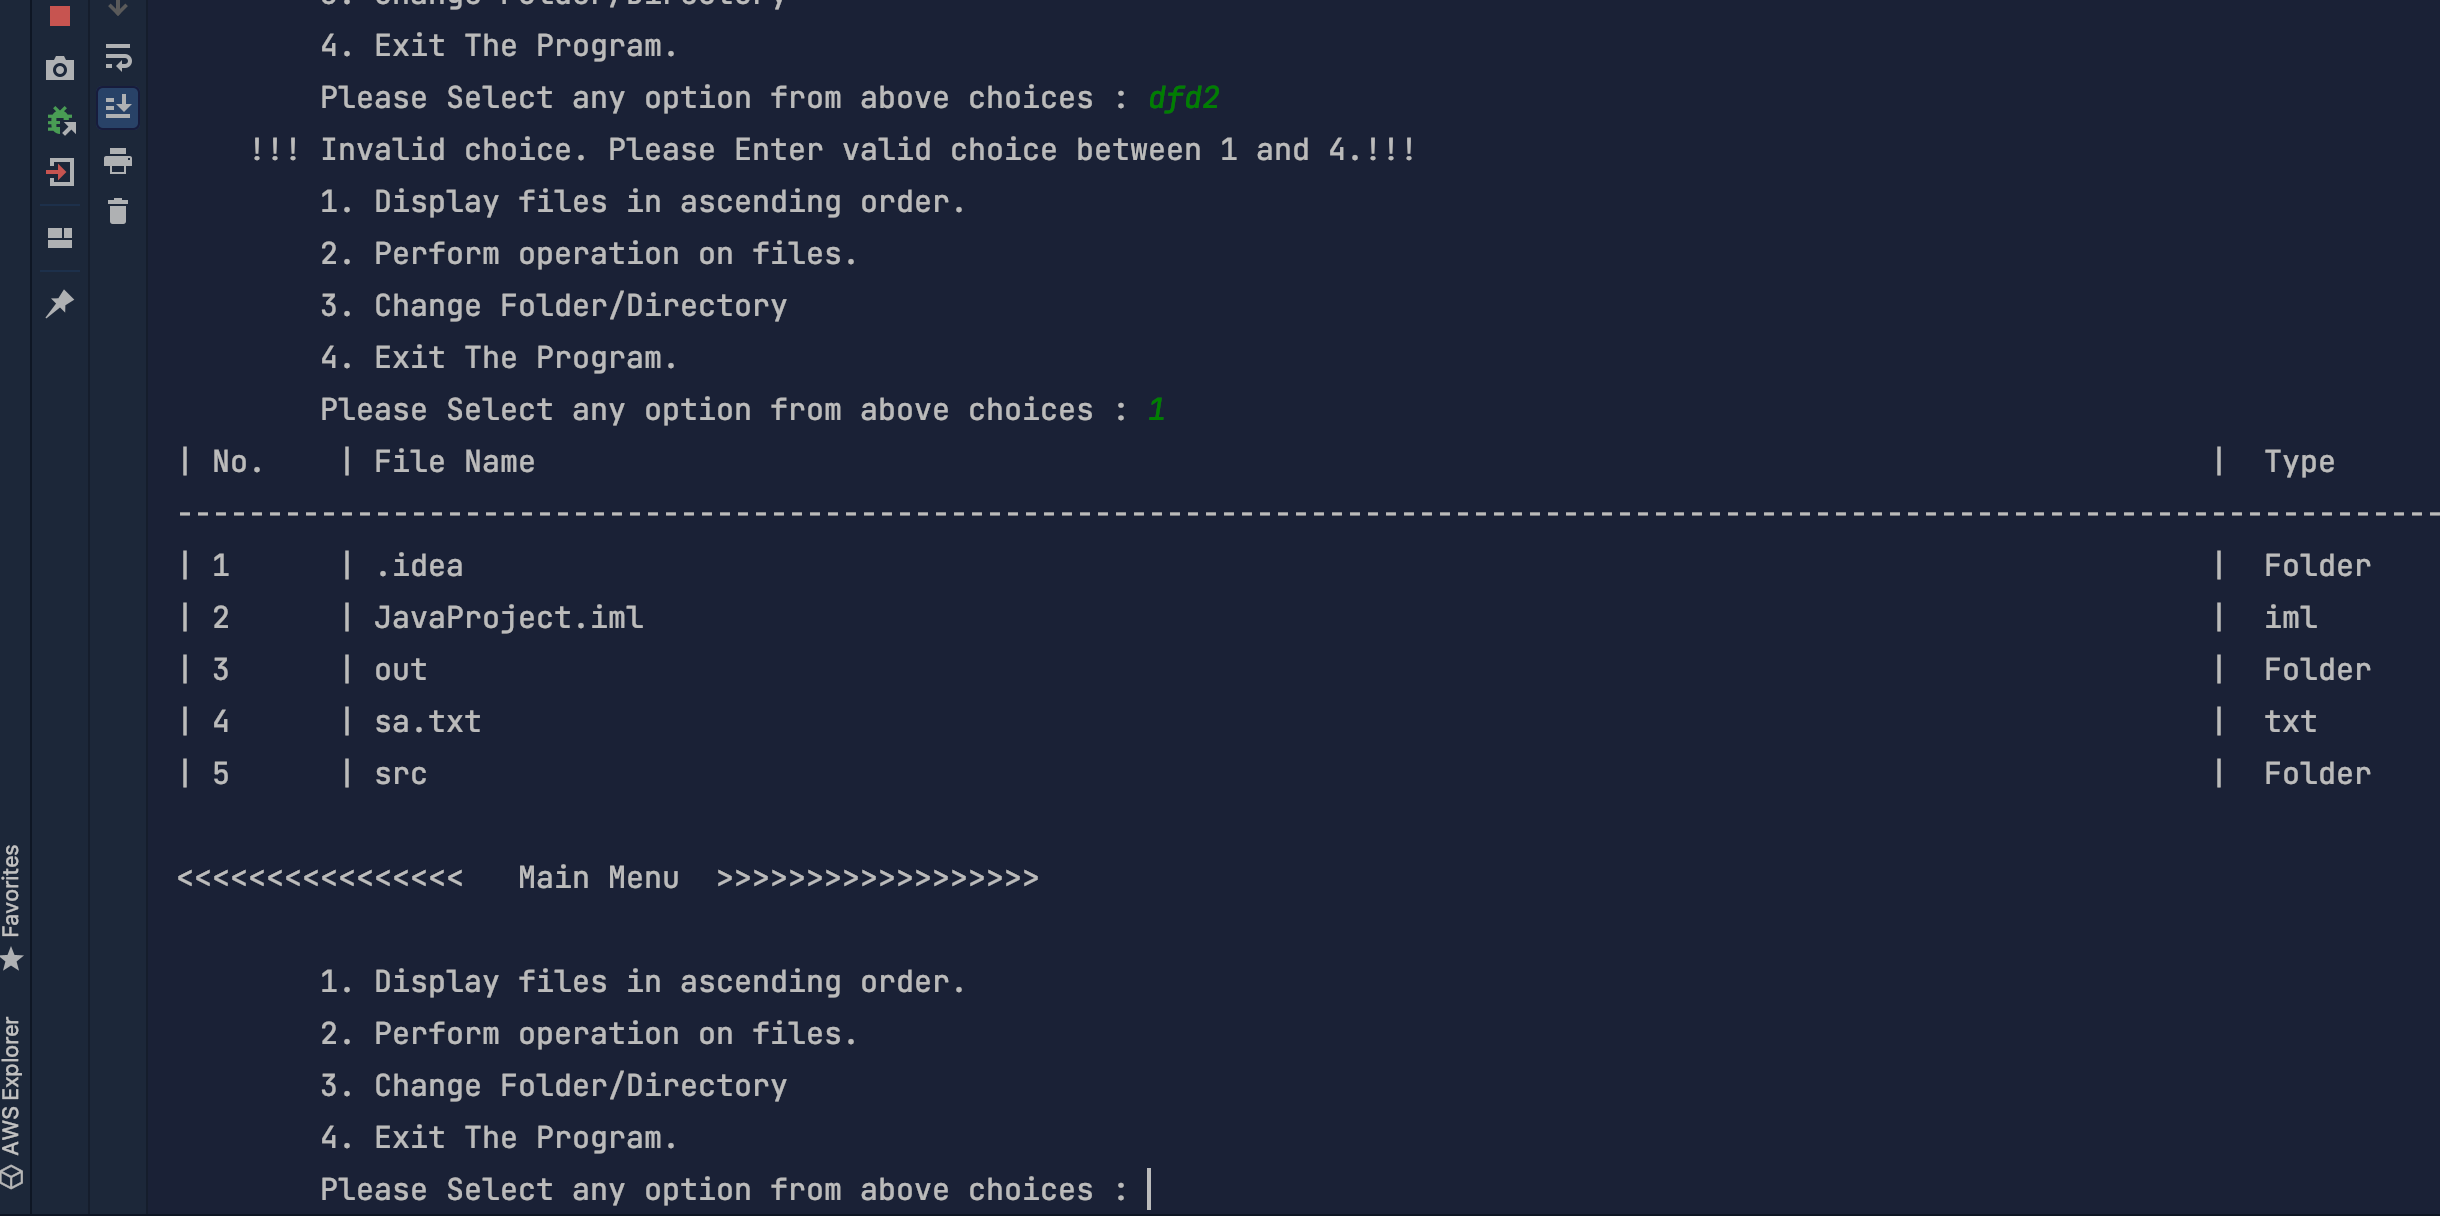 3. Change Folder/Directory
4. Exit The Program.
Please Select any option from above choices : dfd2
!!! Invalid choice. Please Enter valid choice between 1 and 4.!!!
1. Display files in ascending order.
2. Perform operation on files.
3. Change Folder/Directory
4. Exit The Program.
Please Select any option from above choices : 1
| No. | File Name | Type
--------------------------------------------------------------------------------------------------------------------------------
| 1 | .idea | Folder
| 2 | JavaProject.iml | iml
| 3 | out | Folder
| 4 | sa.txt | txt
| 5 | src | Folder
<<<<<<<<<<<<<<<< Main Menu >>>>>>>>>>>>>>>>>>
1. Display files in ascending order.
2. Perform operation on files.
3. Change Folder/Directory
4. Exit The Program.
Please Select any option from above choices :
Favorites
AWS Explorer